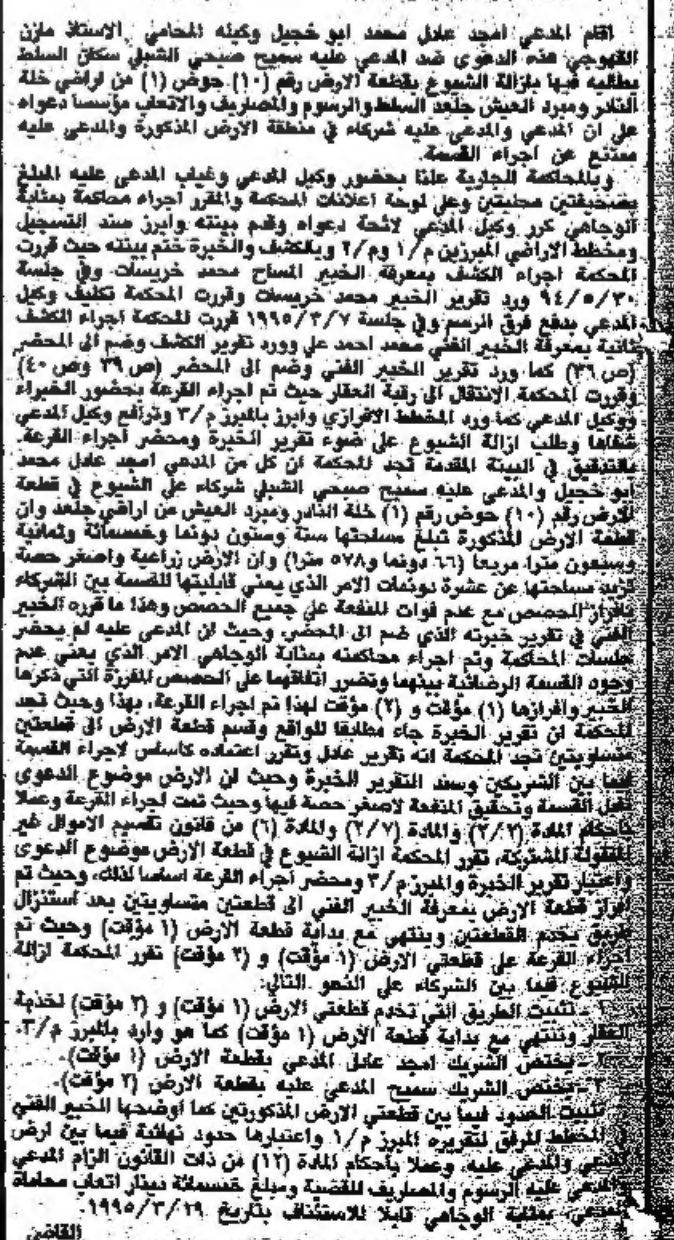 اقام المدعي امجد عادل محمد ابو خجيل وكيله المحامي الاستاذ مازن
القهوجي هذه الدعوى ضد المدعى عليه سميح صبحي الشبلي سكان السلط
يطالبه فيها بازالة الشيوع بقطعة الارض رقم (١٠) حوض (١) من اراضي خلة
النادر ومبرد العيش جلعد السلط والرسوم والمصاريف والاتعاب مؤسسا دعواه
على ان المدعي والمدعى عليه شركاء في منطقة الارض المذكورة والمدعى عليه
ممتنع عن اجراء القسمة.
وبالمحاكمة الجارية علنا بحضور وكيل المدعي وغياب المدعى عليه المبلغ
بصحيفتين محليتين وعلى لوحة اعلانات المحكمة والمقرر اجراء محاكمة بمثابة
الوجاهي كرر وكيل المدعي لائحة دعواه وقدم بينته وابرز سند التسجيل
ومخطط الاراضي المبرزين م/١ وم/٢ وبالكشف والخبرة ختم بينته حيث قررت
المحكمة اجراء الكشف بمعرفة الخبير المساح محمد خريسات وفي جلسة
٩٤/٥/٣٠ ورد تقرير الخبير محمد خريسات وقررت المحكمة تكليف وكيل
المدعي بدفع فرق الرسم وفي جلسة ١٩٩٥/٣/٧ قررت المحكمة اجراء الكشف
ثانية بمعرفة الخبير الفني محمد احمد علي وورد تقرير الكشف وضم الى المحضر
(ص ٣٦) كما ورد تقرير الخبير الفني وضم الى المحضر (ص ٣٩ وص ٤٠)
وقررت المحكمة الانتقال الى رقبة العقار حيث تم اجراء القرعة بحضور الخبراء
ووكيل المدعي كما ورد المخطط الافرازي وابرز بالمبرز م/٣ وترافع وكيل المدعي
شفاها وطلب ازالة الشيوع على ضوء تقرير الخبرة ومحضر اجراء القرعة.
بالتدقيق في البينة المقدمة تجد المحكمة ان كل من المدعي امجد عادل محمد
ابو خجيل والمدعى عليه سميح صبحي الشبلي شركاء على الشيوع في قطعة
الارض رقم (١٠) حوض رقم (١) خلة النادر ومبرد العيش من اراضي جلعد وان
قطعة الارض المذكورة تبلغ مساحتها ستة وستون دونما وخمسمائة وثمانية
وسبعون مترا مربعا (٦٦ دونما و٥٧٨ مترا) وان الارض زراعية واصغر حصة
تزيد مساحتها عن عشرة دونمات الامر الذي يعني قابليتها للقسمة بين الشركاء
بافراز الحصص مع عدم فوات المنفعة على جميع الحصص وهذا ما قرره الخبير
الفني في تقرير خبرته الذي ضم الى المحضر، وحيث ان المدعى عليه لم يحضر
جلسات المحاكمة وتم اجراء محاكمته بمثابة الوجاهي الامر الذي يعني عدم
وجود القسمة الرضائية بينهما وتضرر اتفاقهما على الحصص المفرزة التي ذكرها
الخبير وافرازها (١) مؤقت و (٢) مؤقت لهذا تم اجراء القرعة، بهذا وحيث تجد
المحكمة ان تقرير الخبرة جاء مطابقا للواقع وقسم قطعة الارض الى قطعتين
متساويتين تجد المحكمة انه تقرير عادل وتقرر اعتماده كاساس لاجراء القسمة
فيما بين الشريكين وسند التقرير الخبرة وحيث ان الارض موضوع الدعوى
تقبل القسمة وتحقيق المنفعة لاصغر حصة فيها وحيث تمت اجراء القرعة وعملا
باحكام المادة (٢/٢) والمادة (٢/٧) والمادة (٦) من قانون تقسيم الاموال غير
المنقولة المشتركة، تقرر المحكمة ازالة الشيوع في قطعة الارض موضوع الدعوى
واعتبار تقرير الخبرة والمبرز م/٣ ومحضر اجراء القرعة اساسا لذلك، وحيث تم
افراز قطعة الارض بمعرفة الخبير الفني الى قطعتين متساويتين بعد استنزال
طريق يخدم القطعتين وينتهي مع بداية قطعة الارض (١ مؤقت) وحيث تم
اجراء القرعة على قطعتي الارض (١ مؤقت) و (٢ مؤقت) تقرر المحكمة ازالة
الشيوع فيما بين الشركاء على النحو التالي:
١ - تثبيت الطريق التي تخدم قطعتي الارض (١ مؤقت) و (٢ مؤقت) لخدمة
العقار وتنتهي مع بداية قطعة الارض (١ مؤقت) كما هو وارد بالمبرز م/٣.
٢ - يختص الشريك امجد عادل المدعي بقطعة الارض (١ مؤقت).
٣ - يختص الشريك سميح المدعى عليه بقطعة الارض (٢ مؤقت).
تثبيت الحدود فيما بين قطعتي الارض المذكورتين كما اوضحها الخبير الفني
في المخطط المرفق لتقريره المبرز م/١ واعتبارها حدود نهائية فيما بين ارض
المدعي والمدعى عليه، وعملا باحكام المادة (١٢) من ذات القانون الزام المدعي
والمدعى عليه الرسوم والمصاريف للقضية ومبلغ خمسمائة دينار اتعاب محاماة
للمدعي، بمثابة الوجاهي قابلا للاستئناف بتاريخ ١٩٩٥/٣/٢٩.
القاضي